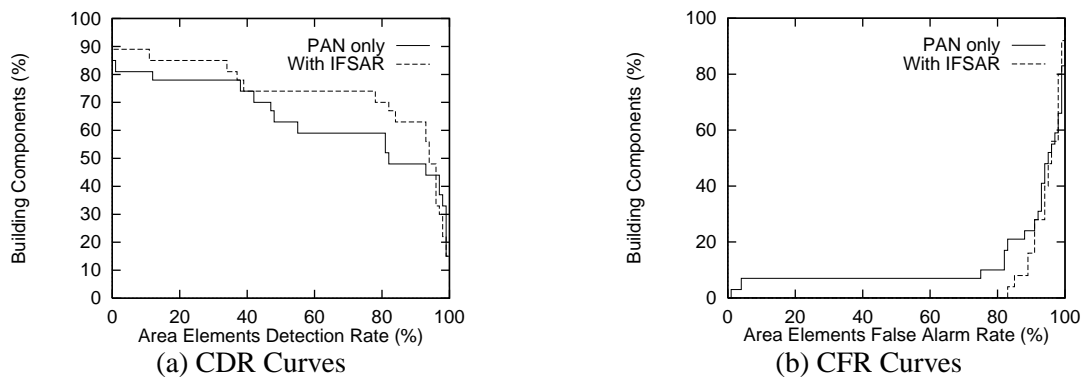 100
90
80
70
60
50
40
30
20
10
0
0 20 40 60 80 100
Building Components (%)
Area Elements Detection Rate (%)
PAN only
With IFSAR
(a) CDR Curves
100
80
60
40
20
0
0 20 40 60 80 100
Building Components (%)
Area Elements False Alarm Rate (%)
PAN only
With IFSAR
(b) CFR Curves